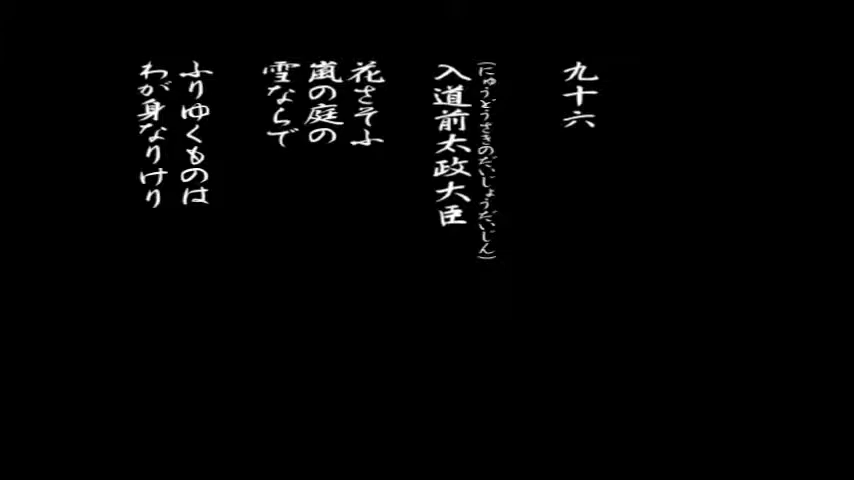 九十六
(にゅうどうさきのだいじょうだいじん)
入道前太政大臣
花さそふ
嵐の庭の
雪ならで
ふりゆくものは
わが身なりけり